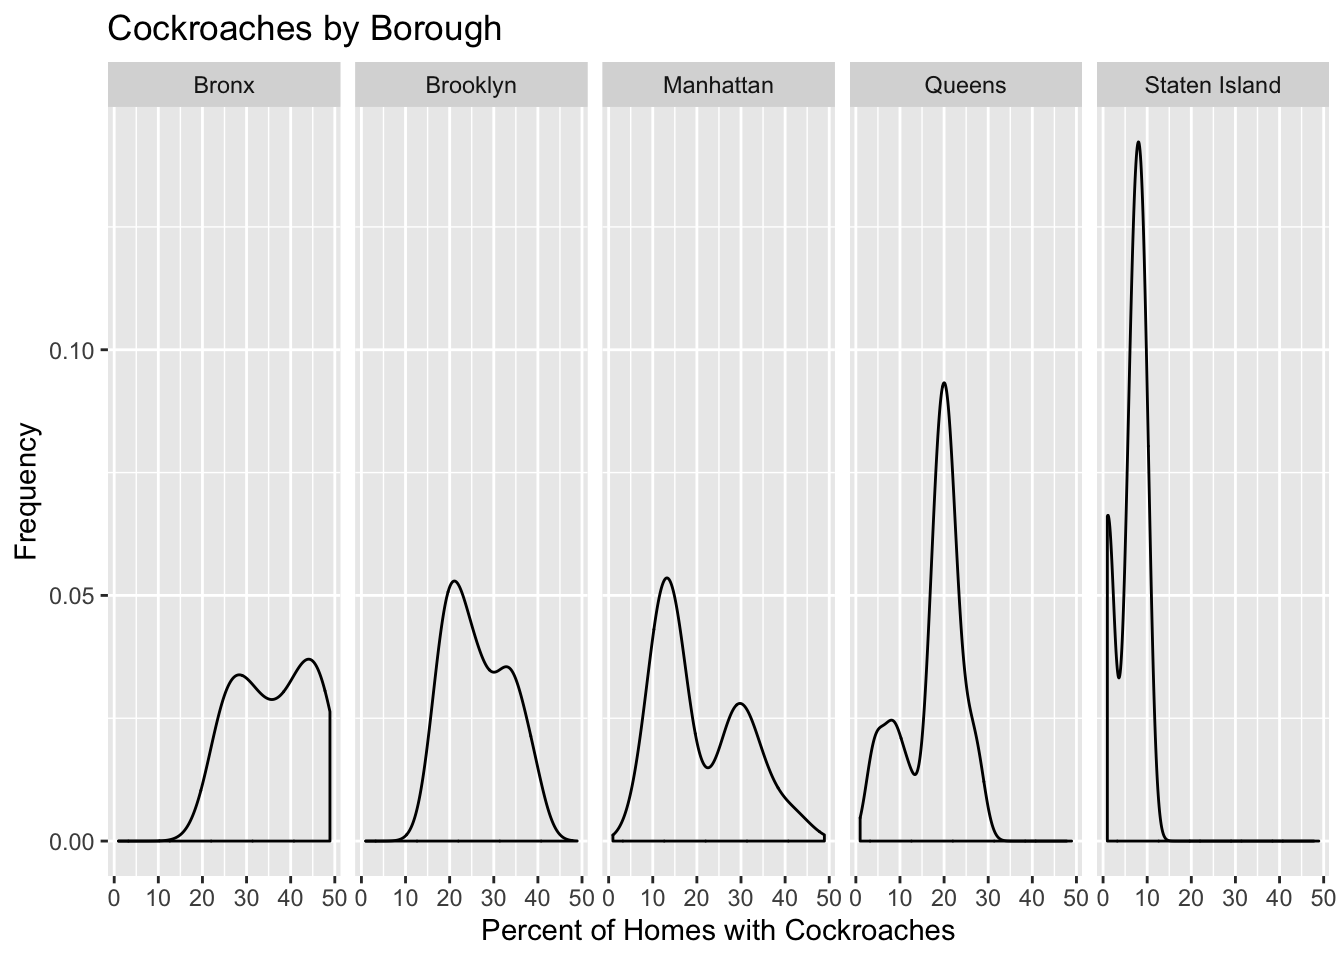 Cockroaches by Borough
Bronx Brooklyn Manhattan Queens Staten Island
0.10
0.05
0.00
Frequency
0 10 20 30 40 50 0 10 20 30 40 50 0 10 20 30 40 50 0 10 20 30 40 50 0 10 20 30 40 50
Percent of Homes with Cockroaches